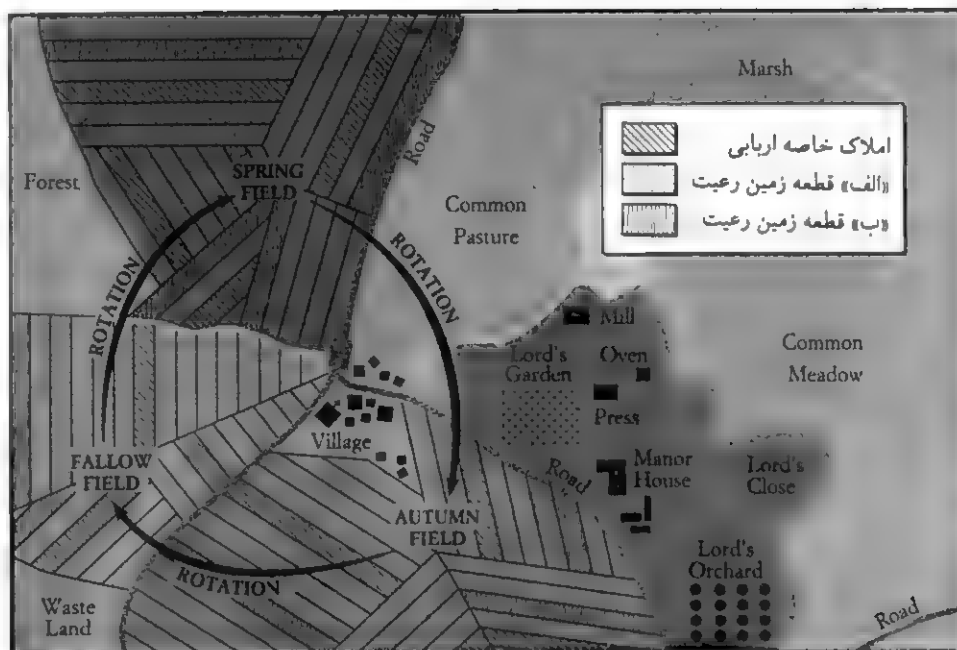 Marsh
املاک خاصه اربابی
«الف» قطعه زمین رعیت
«ب» قطعه زمین رعیت
Road
Forest
SPRING
FIELD
Common
Pasture
ROTATION
ROTATION
Mill
Lord's
Garden
Oven
Common
Meadow
Press
Village
FALLOW
FIELD
Road
Manor
House
Lord's
Close
AUTUMN
FIELD
ROTATION
Lord's
Orchard
Waste
Land
Road